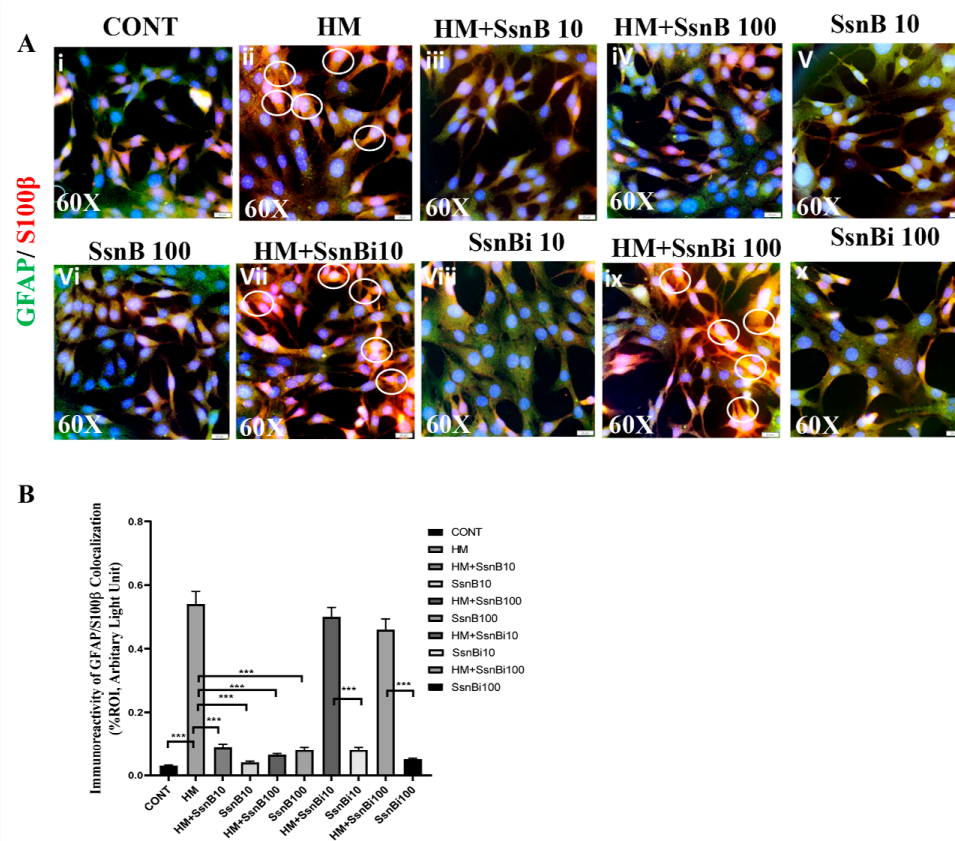 A
CONT
HM
HM+SsnB 10
HM+SsnB 100
SsnB 10
i
ii
iii
iV
V
60X
60X
60X
60X
60X
GFAP/ S100β
SsnB 100
HM+SsnBi10
SsnBi 10
HM+SsnBi 100
SsnBi 100
Vi
Vii
Viii
ix
x
60X
60X
60X
60X
60X
B
Immunoreactivity of GFAP/S100β Colocalization
(%ROI, Arbitary Light Unit)
0.8
0.6
0.4
0.2
0.0
***
***
***
***
***
***
***
CONT
HM
HM+SsnB10
SsnB10
HM+SsnB100
SsnB100
HM+SsnBi10
SsnBi10
HM+SsnBi100
SsnBi100
CONT
HM
HM+SsnB10
SsnB10
HM+SsnB100
SsnB100
HM+SsnBi10
SsnBi10
HM+SsnBi100
SsnBi100